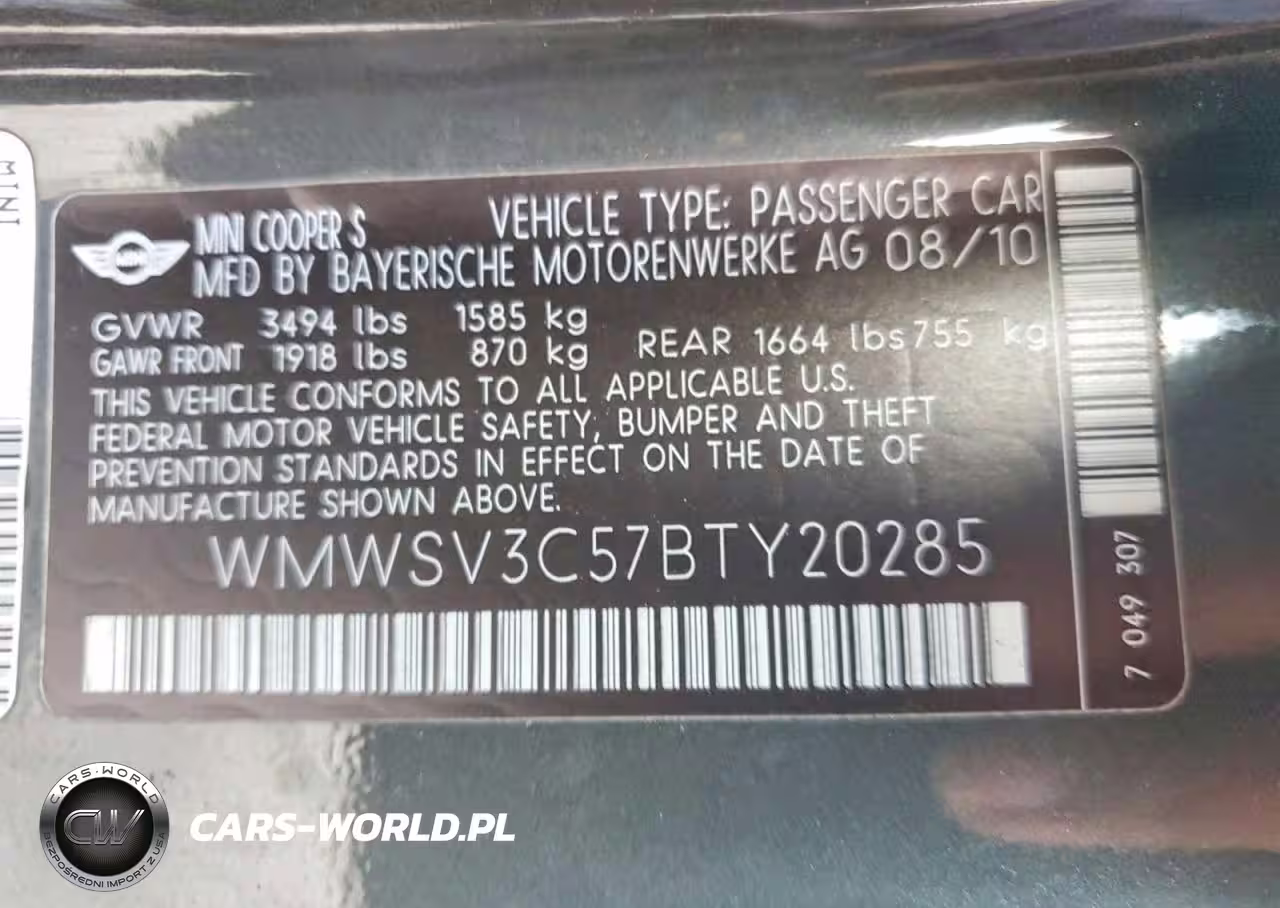 MINI
MINI COOPER S VEHICLE TYPE: PASSENGER CAR
MFD BY BAYERISCHE MOTORENWERKE AG 08/10
GVWR 3494 lbs 1585 kg
GAWR FRONT 1918 lbs 870 kg REAR 1664 lbs 755 kg
THIS VEHICLE CONFORMS TO ALL APPLICABLE U.S.
FEDERAL MOTOR VEHICLE SAFETY, BUMPER AND THEFT
PREVENTION STANDARDS IN EFFECT ON THE DATE OF
MANUFACTURE SHOWN ABOVE.
WMWSV3C57BTY20285
7 049 307
MINI
CARS-WORLD
CW
BEZPOŚREDNI IMPORT Z USA
CARS-WORLD.PL